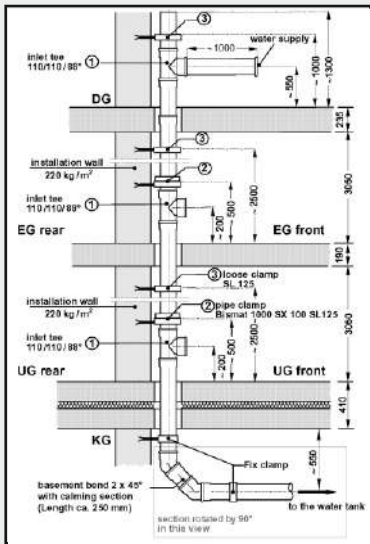 ③
~1000
water supply
inlet tee ①
110/110/88°
~550
~1000
~1300
DG
235
③
installation wall
220 kg/m²
②
inlet tee ①
110/110/88°
~200
~500
~2500
3050
EG rear
EG front
190
③ loose clamp
SL 125
installation wall
220 kg/m²
② pipe clamp
Bismat 1000 SX 100 SL125
inlet tee ①
110/110/88°
~200
~500
~2500
3050
UG rear
UG front
410
KG
Fix clamp
~550
basement bend 2 x 45°
with calming section
(Length ca. 250 mm)
to the water tank
section rotated by 90°
in this view